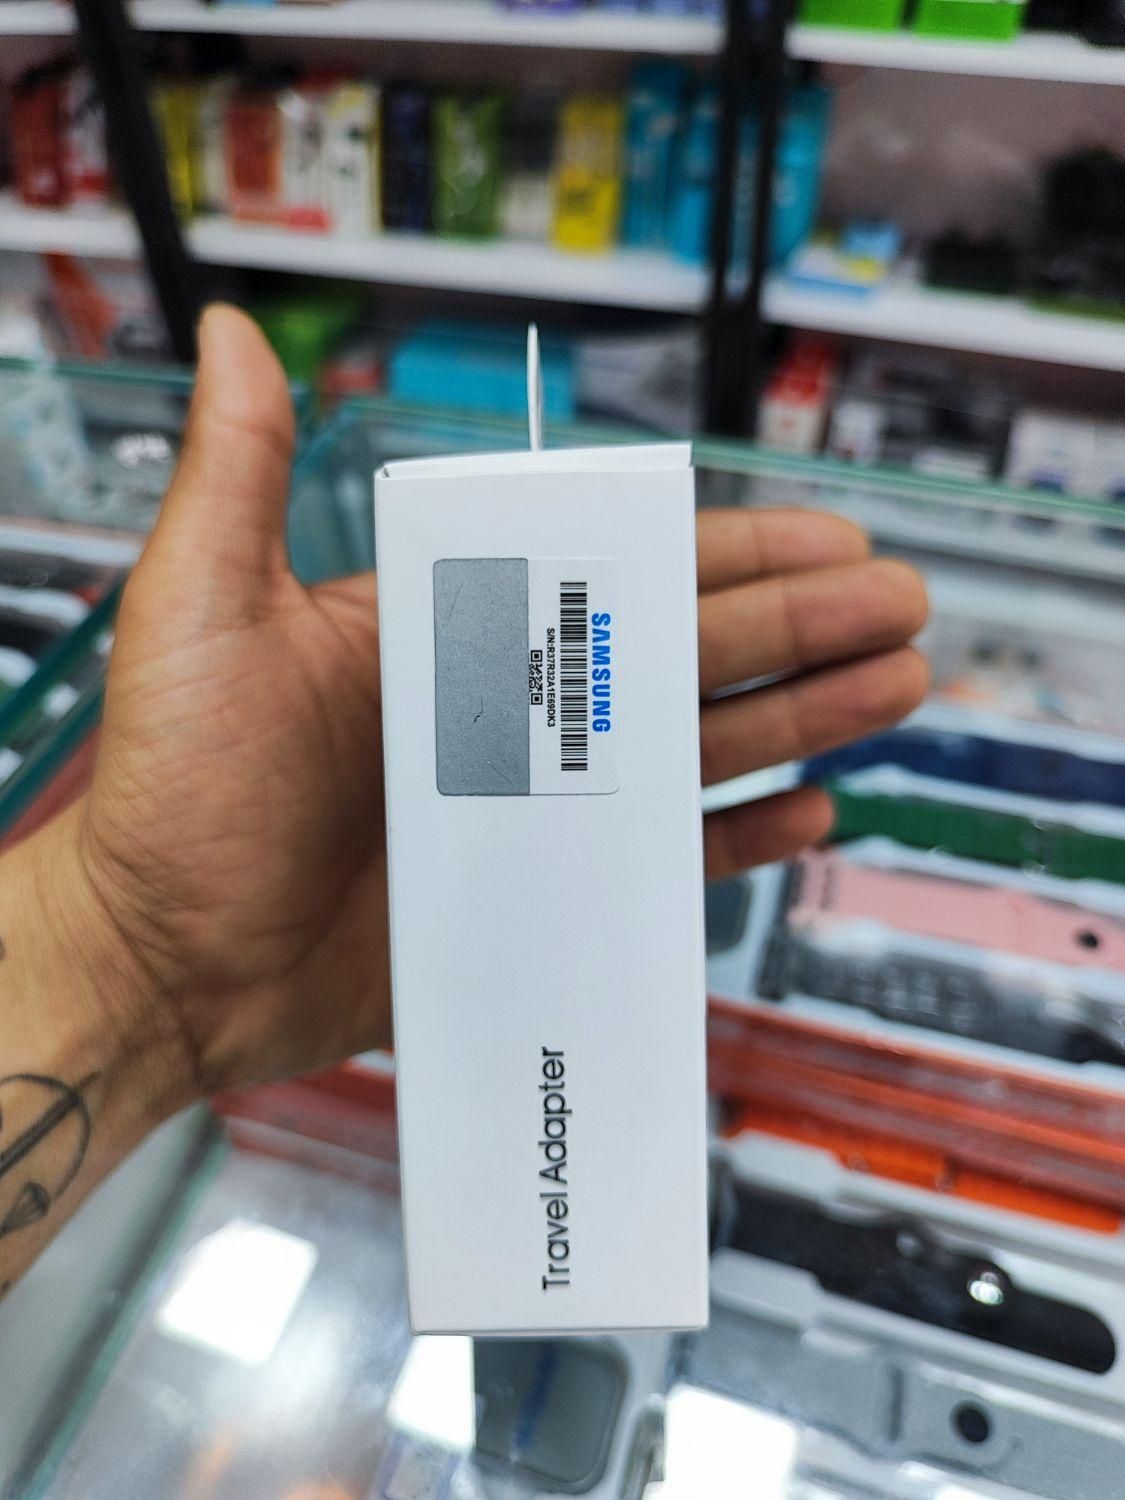 SAMSUNG
S/N:R37R32A1E69DK3
Travel Adapter